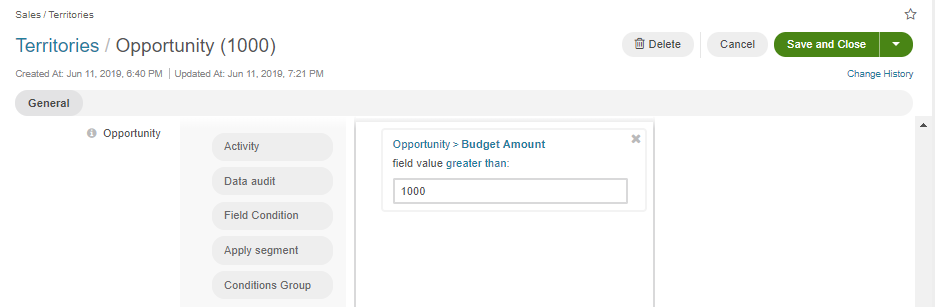 Sales / Territories
Territories / Opportunity (1000)
Delete
Cancel
Save and Close
Created At: Jun 11, 2019, 6:40 PM | Updated At: Jun 11, 2019, 7:21 PM
Change History
General
Opportunity
Activity
Data audit
Field Condition
Apply segment
Conditions Group
Opportunity > Budget Amount
field value greater than:
1000